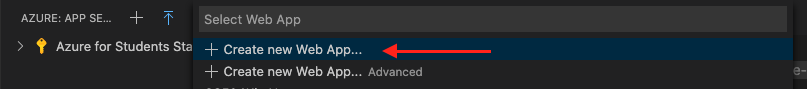 AZURE: APP SE...
Select Web App
Azure for Students Sta
Create new Web App...
Create new Web App... Advanced